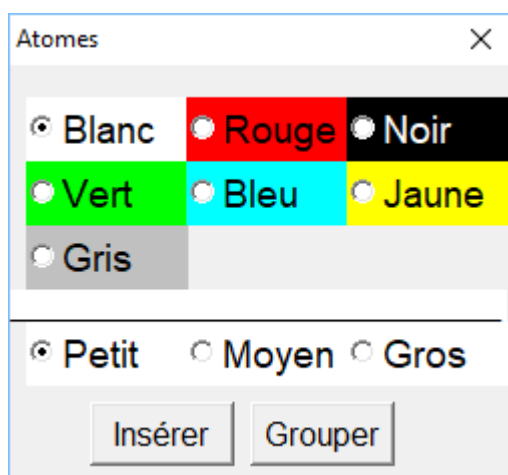 Atomes
Blanc Rouge Noir
Vert Bleu Jaune
Gris
Petit Moyen Gros
Insérer Grouper